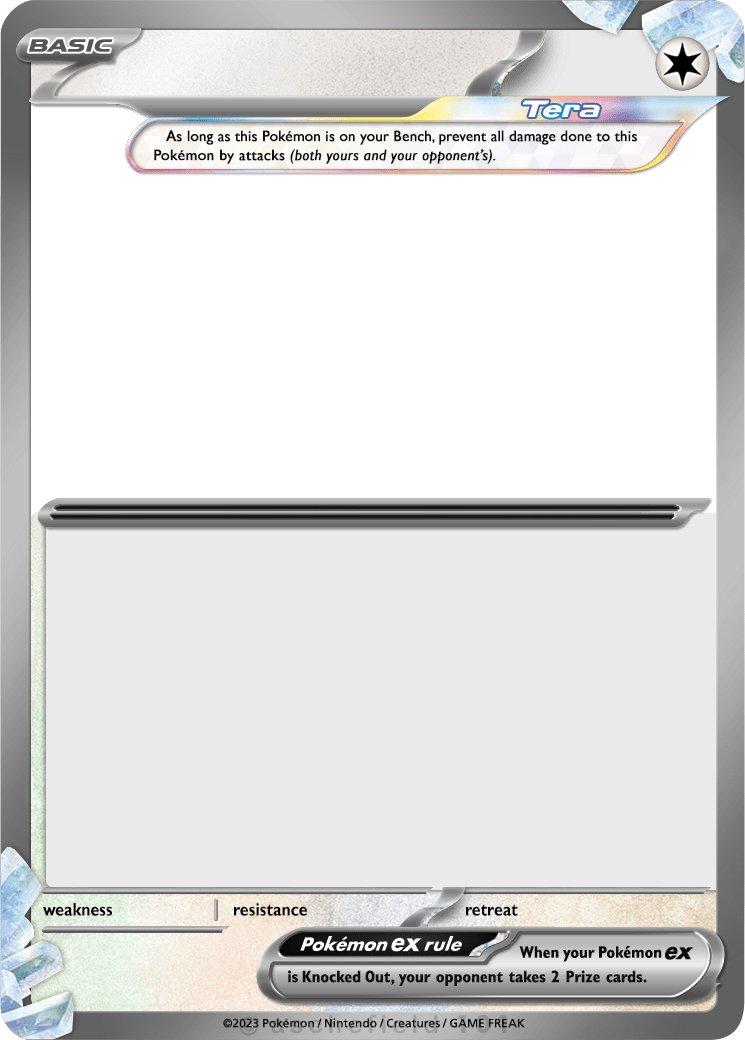 BASIC
Tera
As long as this Pokémon is on your Bench, prevent all damage done to this
Pokémon by attacks (both yours and your opponent's).
weakness
resistance
retreat
Pokémon ex rule
When your Pokémon ex
is Knocked Out, your opponent takes 2 Prize cards.
©2023 Pokémon / Nintendo / Creatures / GAME FREAK